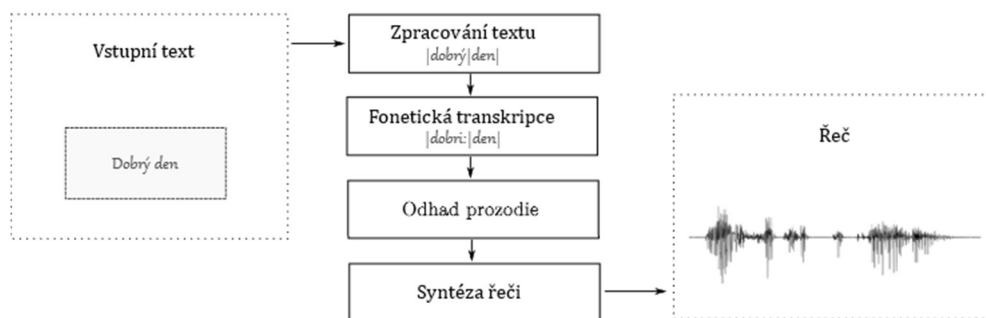 Vstupní text
Dobrý den
Zpracování textu
|dobrý|den|
Fonetická transkripce
|dobri:|den|
Odhad prozodie
Syntéza řeči
Řeč